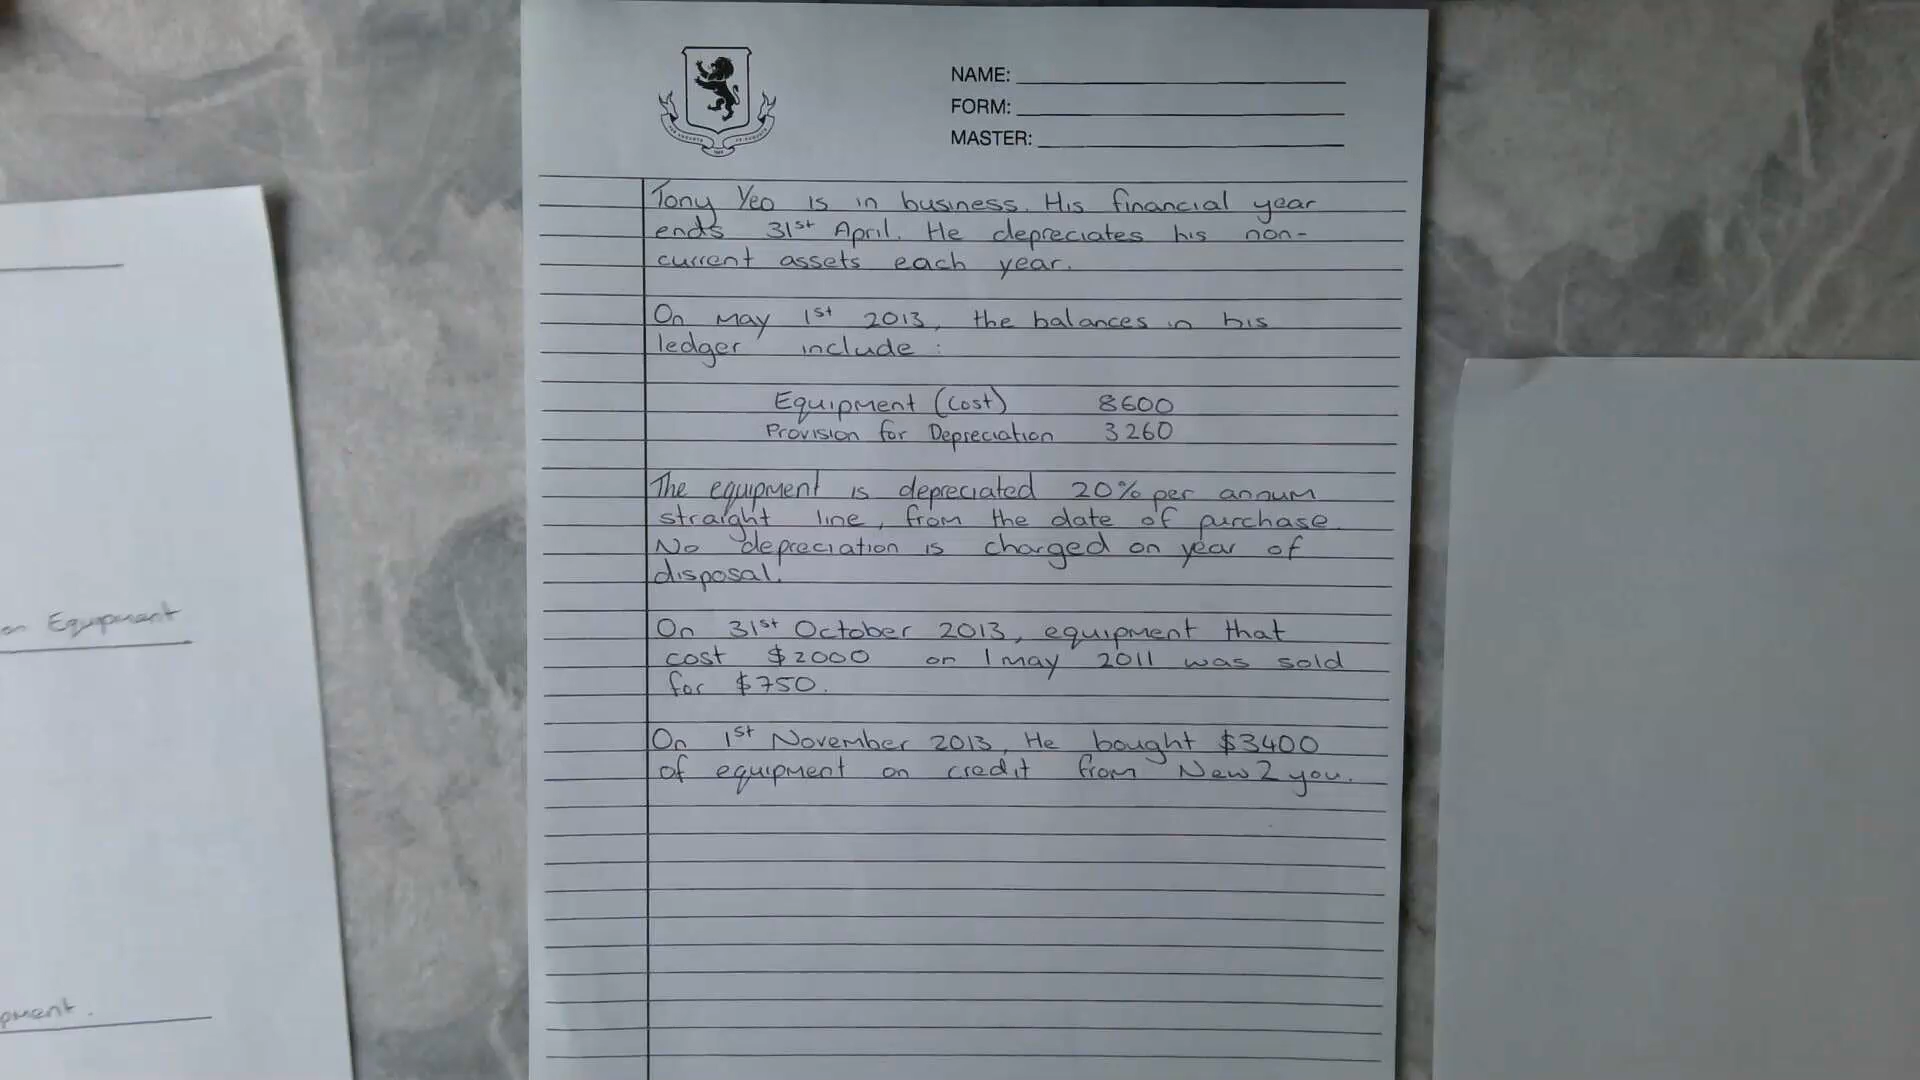 NAME:
FORM:
MASTER:
Tony Yeo is in business. His financial year
ends 31st April. He depreciates his non-
current assets each year.
On May 1st 2013, the balances in his
ledger include :
Equipment (Cost) 8600
Provision for Depreciation 3260
The equipment is depreciated 20% per annum
straight line, from the date of purchase.
No depreciation is charged on year of
disposal.
On 31st October 2013, equipment that
cost $2000 on 1 may 2011 was sold
for $750.
On 1st November 2013, He bought $3400
of equipment on credit from New2you.
on Equipment
pment.